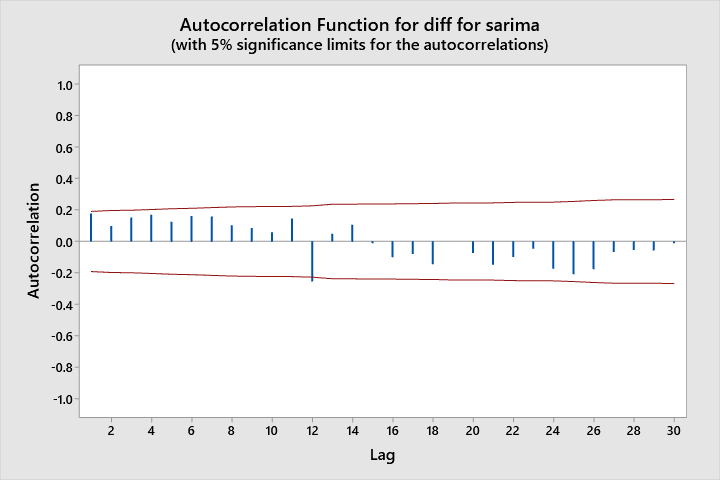 Autocorrelation Function for diff for sarima
(with 5% significance limits for the autocorrelations)
1.0
0.8
0.6
0.4
0.2
0.0
-0.2
-0.4
-0.6
-0.8
-1.0
Autocorrelation
2 4 6 8 10 12 14 16 18 20 22 24 26 28 30
Lag